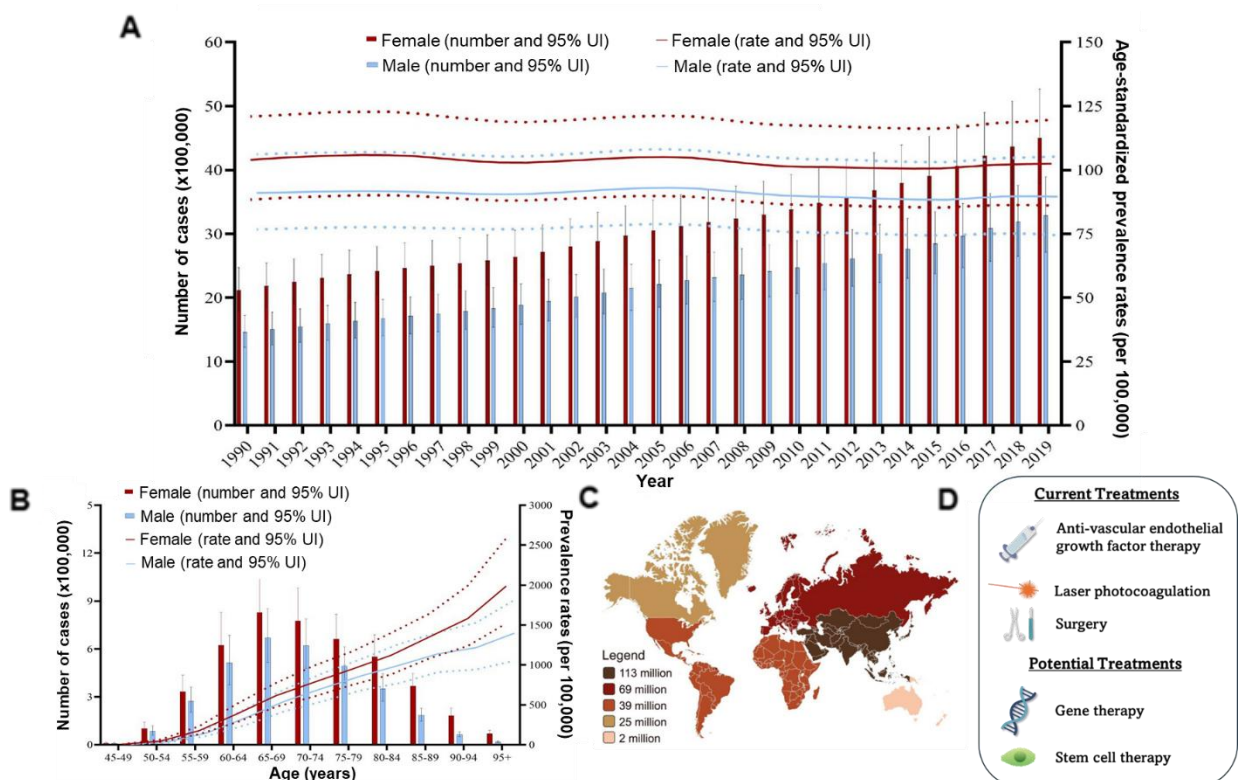 A
Female (number and 95% UI)
Female (rate and 95% UI)
Male (number and 95% UI)
Male (rate and 95% UI)
Number of cases (x100,000)
60
50
40
30
20
10
0
Age-standardized prevalence rates (per 100,000)
150
125
100
75
50
25
0
1990 1991 1992 1993 1994 1995 1996 1997 1998 1999 2000 2001 2002 2003 2004 2005 2006 2007 2008 2009 2010 2011 2012 2013 2014 2015 2016 2017 2018 2019
Year
B
Female (number and 95% UI)
Male (number and 95% UI)
Female (rate and 95% UI)
Male (rate and 95% UI)
Number of cases (x100,000)
5
12
9
6
3
0
Prevalence rates (per 100,000)
3000
2500
2000
1500
1000
500
0
45-49 50-54 55-59 60-64 65-69 70-74 75-79 80-84 85-89 90-94 95+
Age (years)
C
Legend
113 million
69 million
39 million
25 million
2 million
D
Current Treatments
Anti-vascular endothelial
growth factor therapy
Laser photocoagulation
Surgery
Potential Treatments
Gene therapy
Stem cell therapy